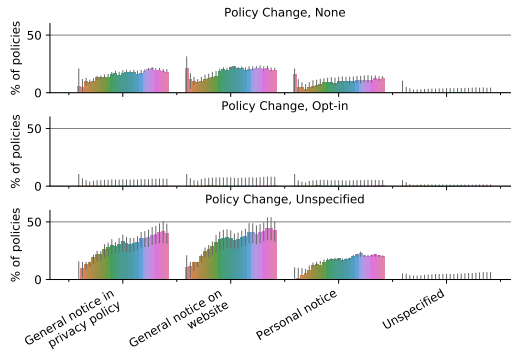 Policy Change, None
% of policies
50
0
Policy Change, Opt-in
% of policies
50
0
Policy Change, Unspecified
% of policies
50
0
General notice in
privacy policy
General notice on
website
Personal notice
Unspecified